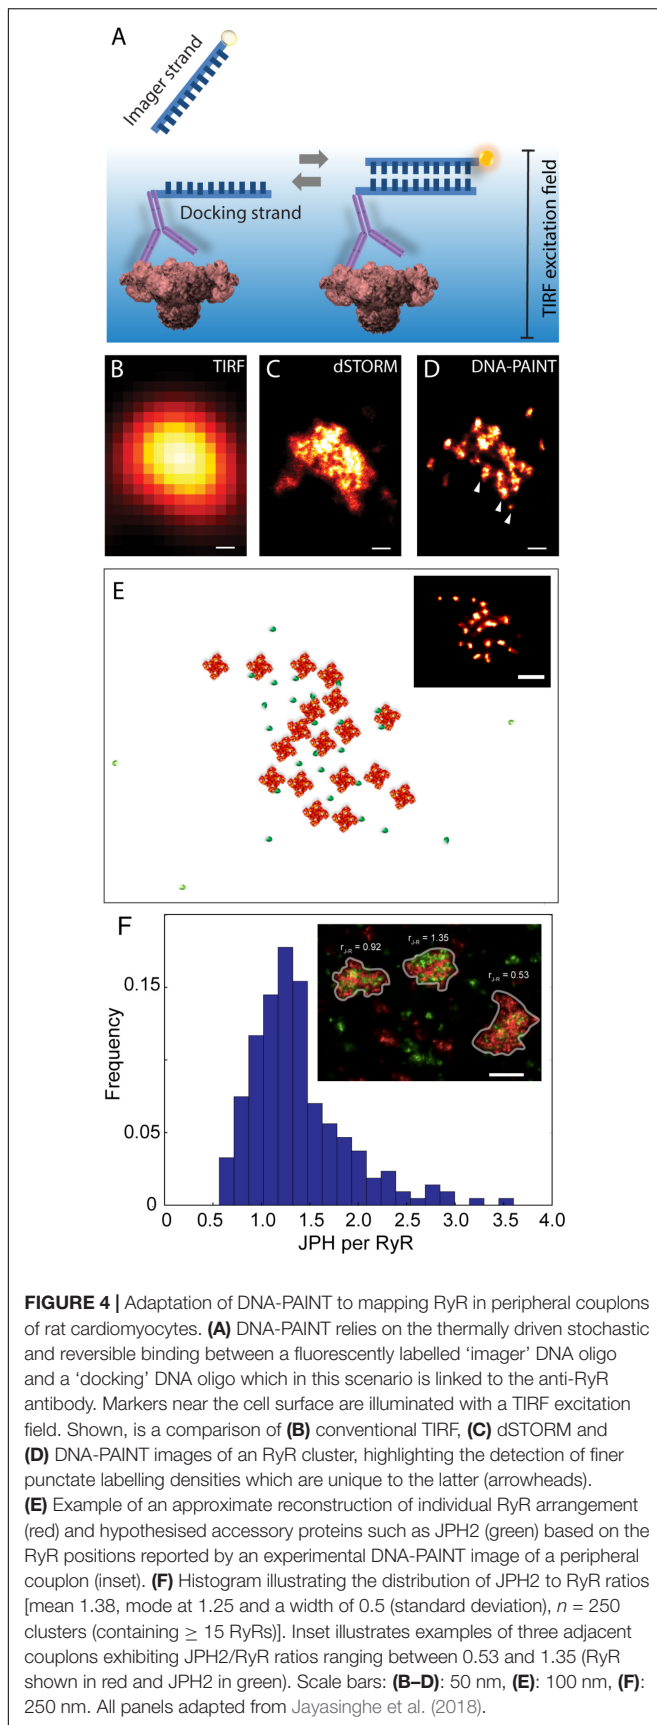 A
Imager strand
Docking strand
TIRF excitation field
B
TIRF
C
dSTORM
D
DNA-PAINT
E
F
r J-R = 0.92
r J-R = 1.35
r J-R = 0.53
Frequency
0.15
0.05
0
0
0.5
1.0
1.5
2.0
2.5
3.0
3.5
4.0
JPH per RyR
FIGURE 4 | Adaptation of DNA-PAINT to mapping RyR in peripheral couplons
of rat cardiomyocytes. (A) DNA-PAINT relies on the thermally driven stochastic
and reversible binding between a fluorescently labelled ‘imager’ DNA oligo
and a ‘docking’ DNA oligo which in this scenario is linked to the anti-RyR
antibody. Markers near the cell surface are illuminated with a TIRF excitation
field. Shown, is a comparison of (B) conventional TIRF, (C) dSTORM and
(D) DNA-PAINT images of an RyR cluster, highlighting the detection of finer
punctate labelling densities which are unique to the latter (arrowheads).
(E) Example of an approximate reconstruction of individual RyR arrangement
(red) and hypothesised accessory proteins such as JPH2 (green) based on the
RyR positions reported by an experimental DNA-PAINT image of a peripheral
couplon (inset). (F) Histogram illustrating the distribution of JPH2 to RyR ratios
[mean 1.38, mode at 1.25 and a width of 0.5 (standard deviation), n = 250
clusters (containing ≥ 15 RyRs)]. Inset illustrates examples of three adjacent
couplons exhibiting JPH2/RyR ratios ranging between 0.53 and 1.35 (RyR
shown in red and JPH2 in green). Scale bars: (B–D): 50 nm, (E): 100 nm, (F):
250 nm. All panels adapted from Jayasinghe et al. (2018).